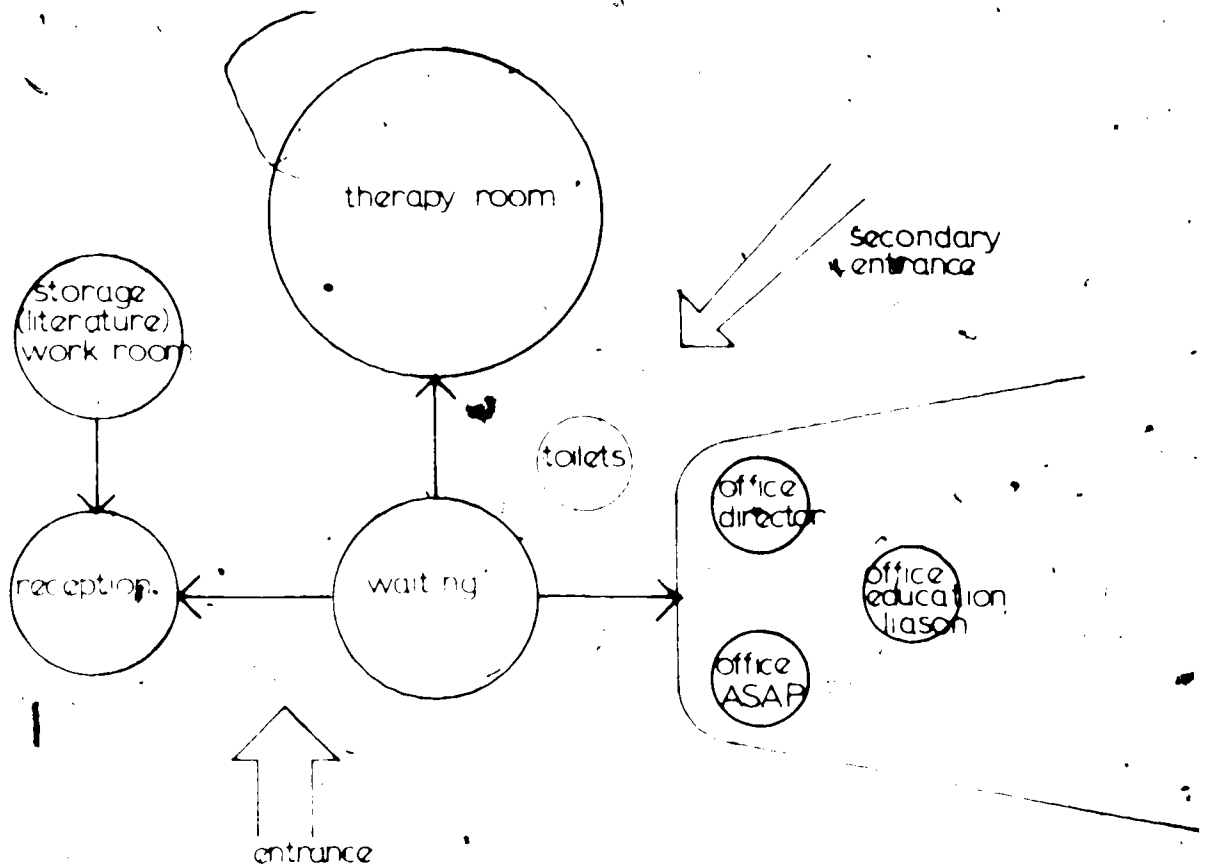 therapy room
secondary
entrance
storage
(literature)
work room
toilets
office
director
reception
waiting
office
education
liason
office
ASAP
entrance